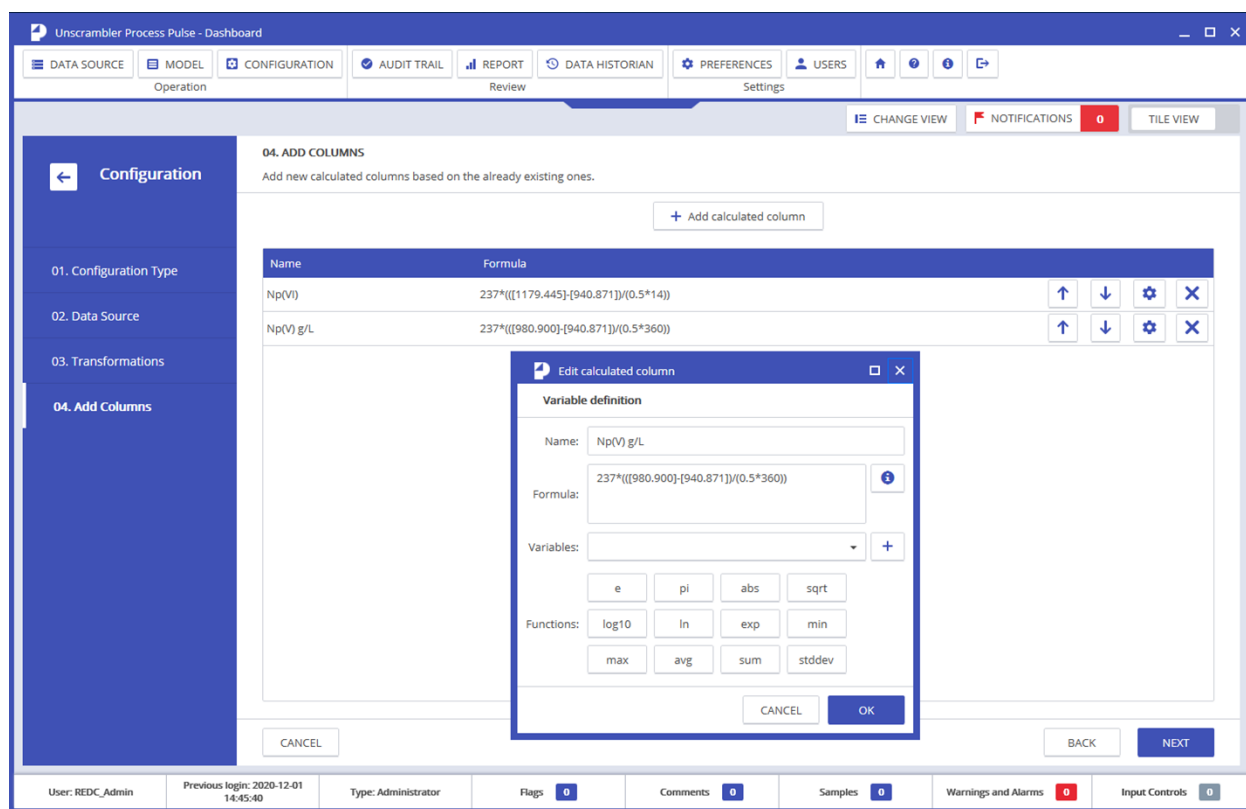 Unscrambler Process Pulse - Dashboard
DATA SOURCE MODEL CONFIGURATION AUDIT TRAIL REPORT DATA HISTORIAN PREFERENCES USERS
Operation Review Settings
CHANGE VIEW NOTIFICATIONS 0 TILE VIEW
Configuration
01. Configuration Type
02. Data Source
03. Transformations
04. Add Columns
04. ADD COLUMNS
Add new calculated columns based on the already existing ones.
+ Add calculated column
Name Formula
Np(VI) 237*(([1179.445]-[940.871])/(0.5*14))
Np(V) g/L 237*(([980.900]-[940.871])/(0.5*360))
Edit calculated column
Variable definition
Name: Np(V) g/L
Formula: 237*(([980.900]-[940.871])/(0.5*360))
Variables:
Functions:
e pi abs sqrt
log10 ln exp min
max avg sum stddev
CANCEL OK
CANCEL BACK NEXT
User: REDC_Admin
Previous login: 2020-12-01
14:45:40
Type: Administrator
Flags 0
Comments 0
Samples 0
Warnings and Alarms 0
Input Controls 0